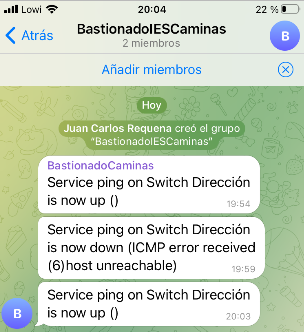 Lowi 20:04 22 %
Atrás BastionadoIESCaminas B
2 miembros
Añadir miembros
Hoy
Juan Carlos Requena creó el grupo
"BastionadoIESCaminas"
BastionadoCaminas
Service ping on Switch Dirección
is now up () 19:54
Service ping on Switch Dirección
is now down (ICMP error received
(6)host unreachable) 19:59
Service ping on Switch Dirección
is now up () 20:03
B